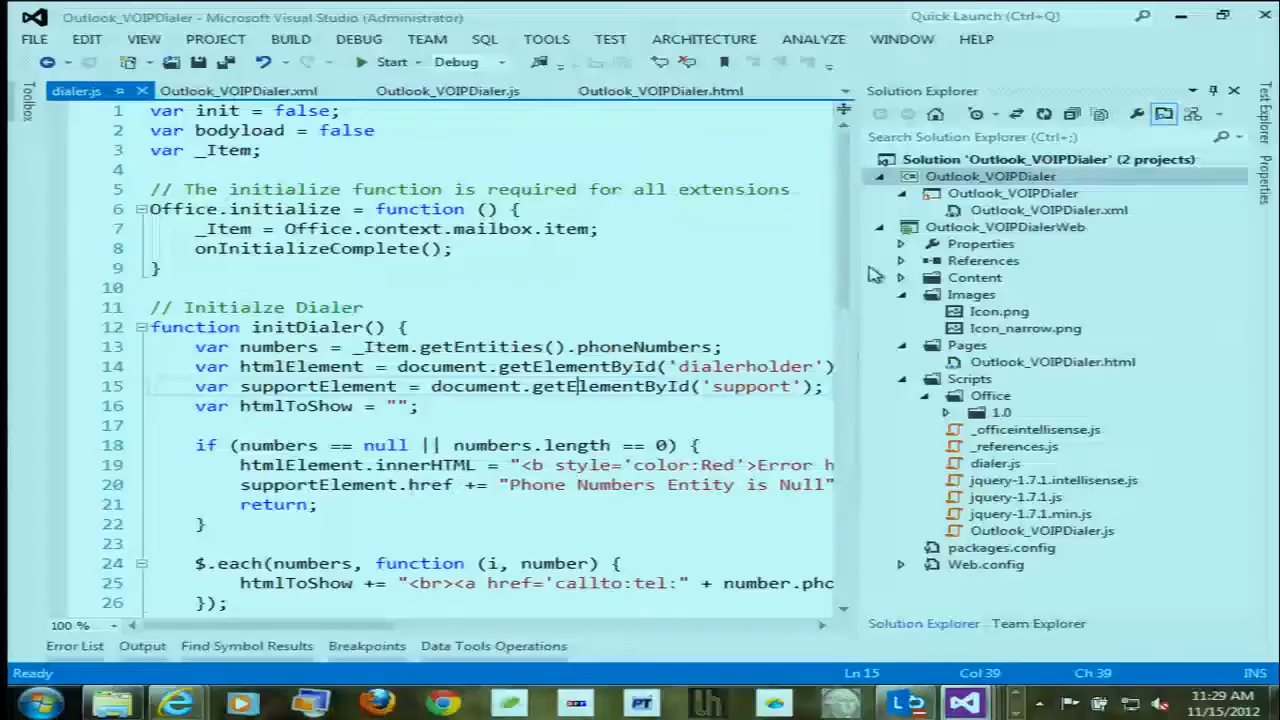 Outlook_VOIPDialer - Microsoft Visual Studio (Administrator)
Quick Launch (Ctrl+Q)
FILE EDIT VIEW PROJECT BUILD DEBUG TEAM SQL TOOLS TEST ARCHITECTURE ANALYZE WINDOW HELP
Start Debug
Toolbox
dialer.js Outlook_VOIPDialer.xml Outlook_VOIPDialer.js Outlook_VOIPDialer.html
1 var init = false;
2 var bodyload = false
3 var _Item;
4
5 // The initialize function is required for all extensions
6 Office.initialize = function () {
7 _Item = Office.context.mailbox.item;
8 onInitializeComplete();
9 }
10
11 // Initialze Dialer
12 function initDialer() {
13 var numbers = _Item.getEntities().phoneNumbers;
14 var htmlElement = document.getElementById('dialerholder')
15 var supportElement = document.getElementById('support');
16 var htmlToShow = "";
17
18 if (numbers == null || numbers.length == 0) {
19 htmlElement.innerHTML = "<b style='color:Red'>Error h
20 supportElement.href += "Phone Numbers Entity is Null"
21 return;
22 }
23
24 $.each(numbers, function (i, number) {
25 htmlToShow += "<br><a href='callto:tel:" + number.pho
26 });
100 %
Solution Explorer
Search Solution Explorer (Ctrl+;)
Solution 'Outlook_VOIPDialer' (2 projects)
Outlook_VOIPDialer
Outlook_VOIPDialer
Outlook_VOIPDialer.xml
Outlook_VOIPDialerWeb
Properties
References
Content
Images
Icon.png
Icon_narrow.png
Pages
Outlook_VOIPDialer.html
Scripts
Office
1.0
_officeintellisense.js
_references.js
dialer.js
jquery-1.7.1.intellisense.js
jquery-1.7.1.js
jquery-1.7.1.min.js
Outlook_VOIPDialer.js
packages.config
Web.config
Solution Explorer Team Explorer
Test Explorer
Properties
Error List Output Find Symbol Results Breakpoints Data Tools Operations
Ready Ln 15 Col 39 Ch 39 INS
PT
11:29 AM
11/15/2012